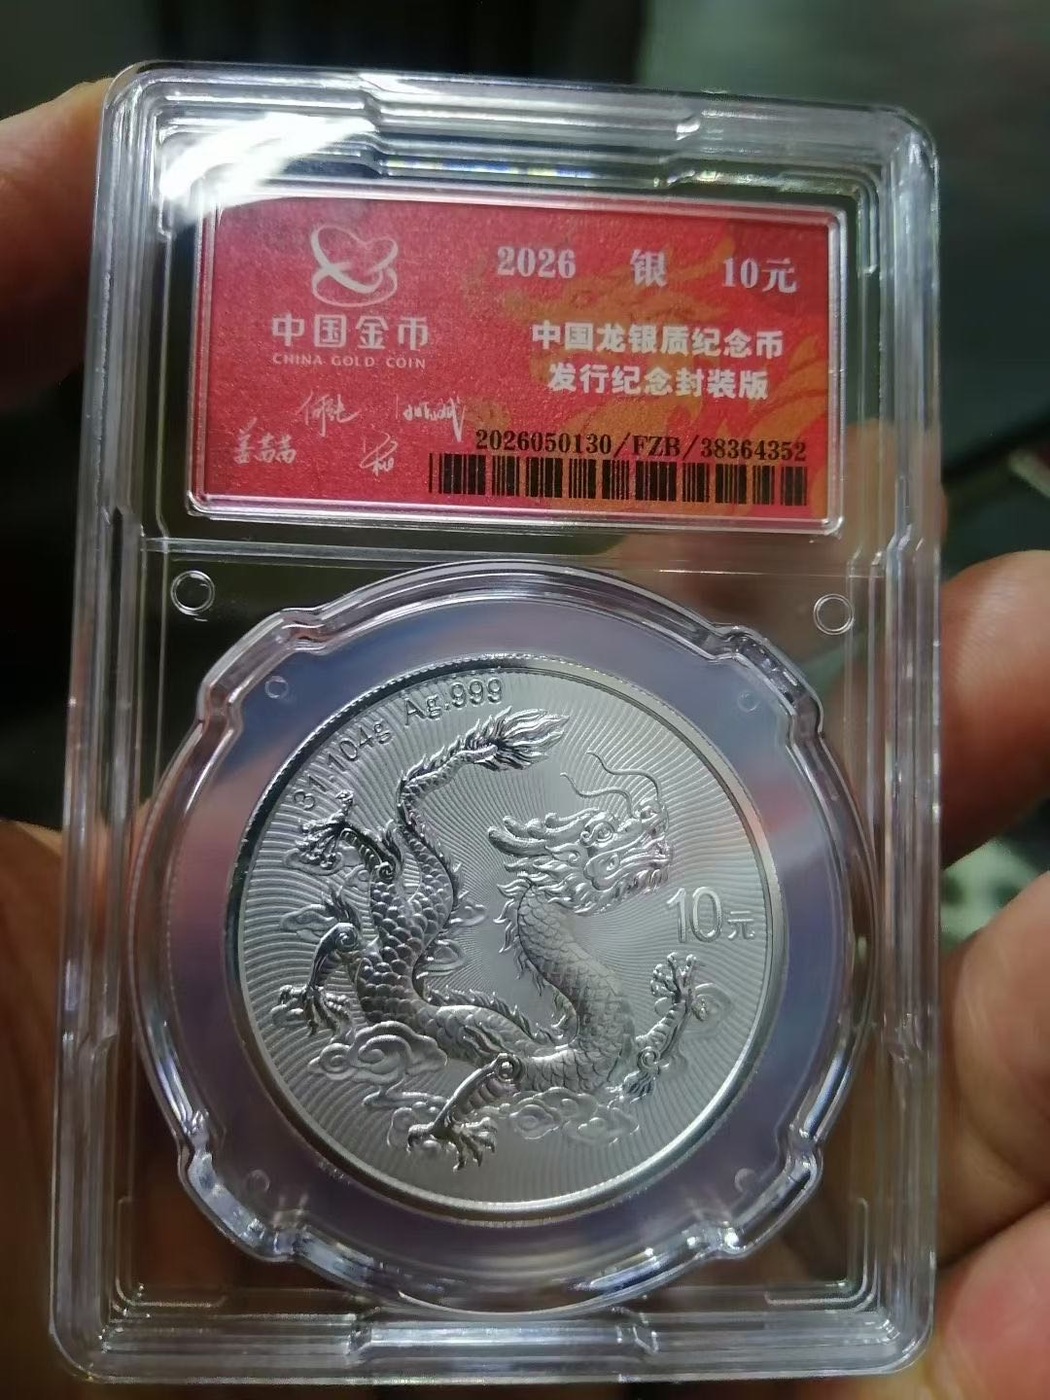 2026 银 10元
中国金币
CHINA GOLD COIN
中国龙银质纪念币
发行纪念封装版
2026050130/FZB/38364352
31.104g Ag.999
10元